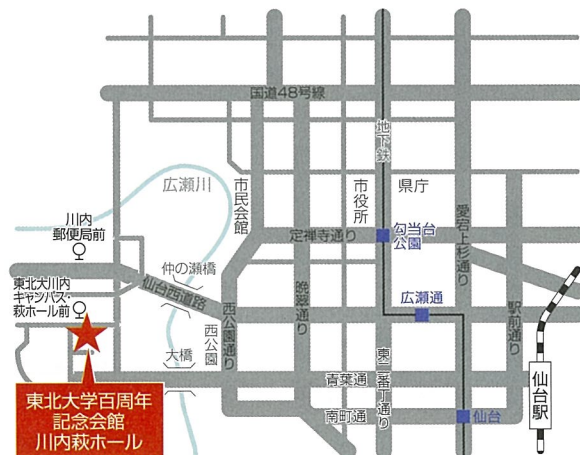 国道48号線
地下鉄
広瀬川
市民会館
市役所
県庁
愛宕上杉通り
川内
郵便局前
定禅寺通り
勾当台
公園
仲の瀬橋
東北大川内
キャンパス・
萩ホール前
仙台西道路
西公園
西公園通り
晩翠通り
広瀬通
駅前通り
大橋
東二番丁通り
青葉通
仙台駅
南町通
仙台
東北大学百周年
記念会館
川内萩ホール